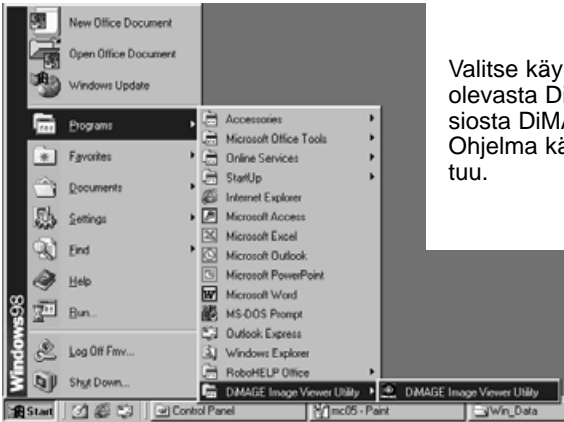 New Office Document
Open Office Document
Windows Update
Programs
Favorites
Documents
Settings
Find
Help
Run...
Log Off Fmv...
Shut Down...
Windows98
Accessories
Microsoft Office Tools
Online Services
StartUp
Internet Explorer
Microsoft Access
Microsoft Excel
Microsoft Outlook
Microsoft PowerPoint
Microsoft Word
MS-DOS Prompt
Outlook Express
Windows Explorer
RoboHELP Office
DiMAGE Image Viewer Utility
DiMAGE Image Viewer Utility
Start
Control Panel
mc05 - Paint
Win_Data
Valitse käy
olevasta Di
siosta DiMA
Ohjelma kä
tuu.